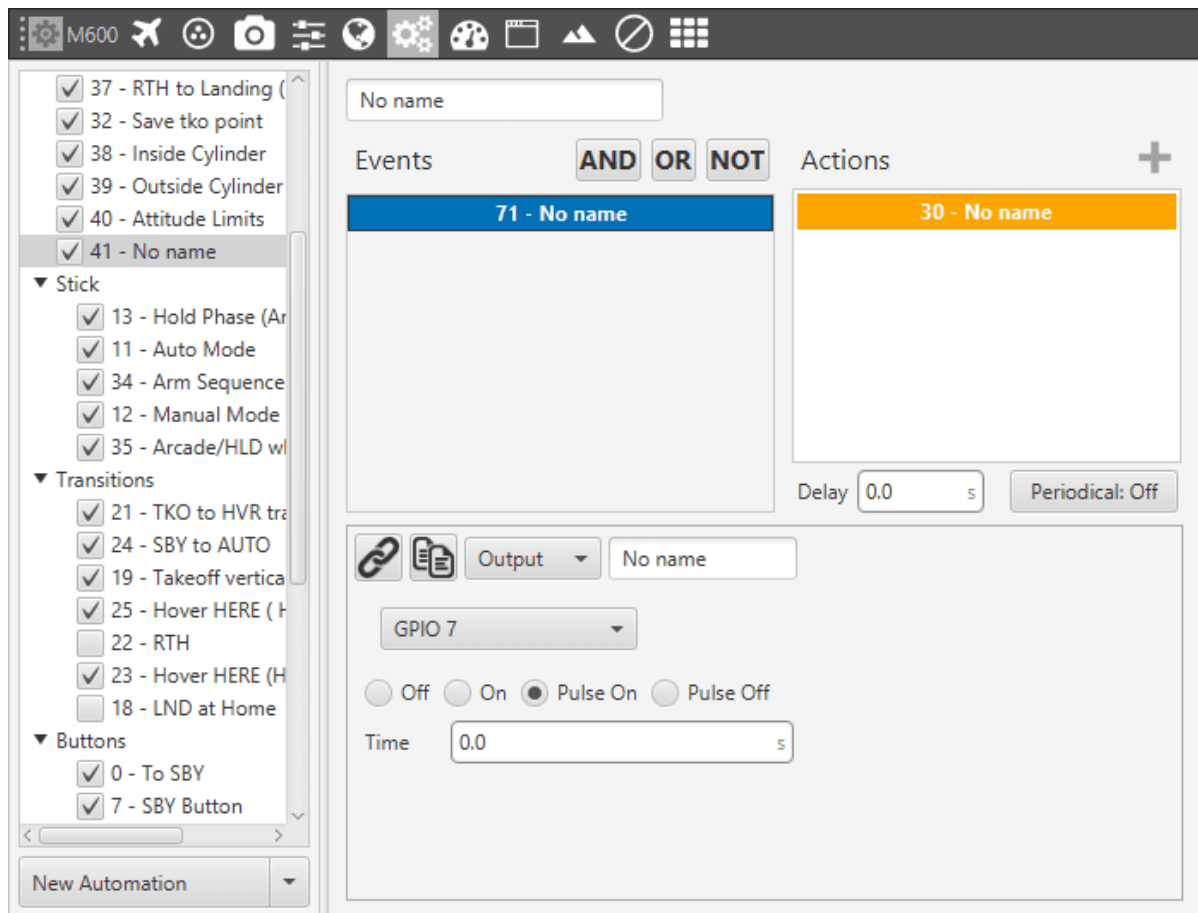 M600
37 - RTH to Landing (
32 - Save tko point
38 - Inside Cylinder
39 - Outside Cylinder
40 - Attitude Limits
41 - No name
Stick
13 - Hold Phase (Ar
11 - Auto Mode
34 - Arm Sequence
12 - Manual Mode
35 - Arcade/HLD wl
Transitions
21 - TKO to HVR tra
24 - SBY to AUTO
19 - Takeoff vertica
25 - Hover HERE ( H
22 - RTH
23 - Hover HERE (H
18 - LND at Home
Buttons
0 - To SBY
7 - SBY Button
New Automation
No name
Events AND OR NOT
71 - No name
Actions
30 - No name
Delay 0.0 s Periodical: Off
Output No name
GPIO 7
Off On Pulse On Pulse Off
Time 0.0 s